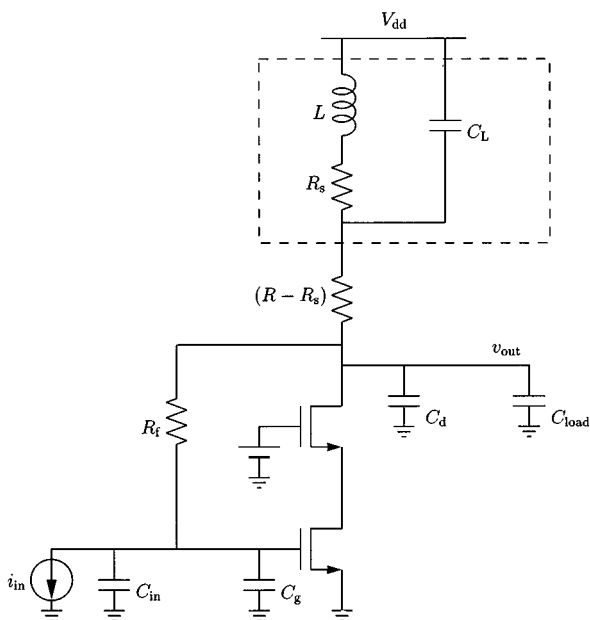 V_dd
L
C_L
R_s
(R − R_s)
v_out
R_f
C_d
C_load
i_in
C_in
C_g